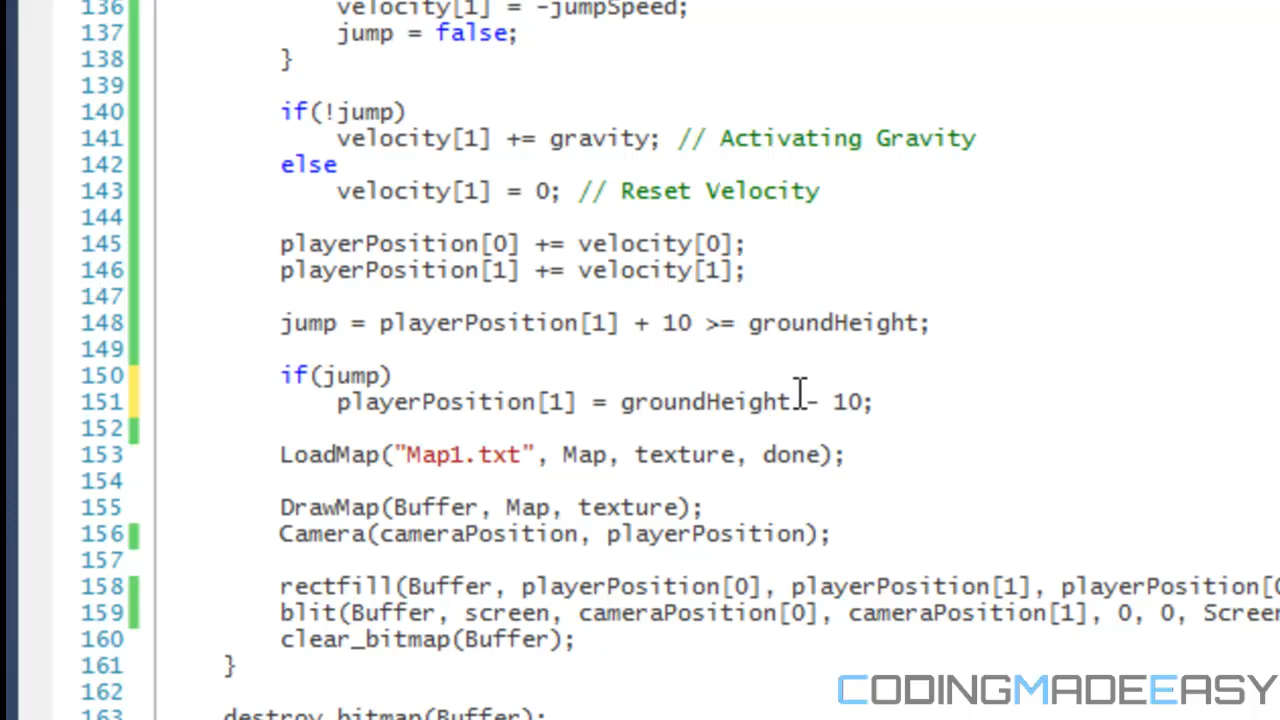 136 velocity[1] = -jumpSpeed;
137 jump = false;
138 }
139
140 if(!jump)
141 velocity[1] += gravity; // Activating Gravity
142 else
143 velocity[1] = 0; // Reset Velocity
144
145 playerPosition[0] += velocity[0];
146 playerPosition[1] += velocity[1];
147
148 jump = playerPosition[1] + 10 >= groundHeight;
149
150 if(jump)
151 playerPosition[1] = groundHeight - 10;
152
153 LoadMap("Map1.txt", Map, texture, done);
154
155 DrawMap(Buffer, Map, texture);
156 Camera(cameraPosition, playerPosition);
157
158 rectfill(Buffer, playerPosition[0], playerPosition[1], playerPosition[0
159 blit(Buffer, screen, cameraPosition[0], cameraPosition[1], 0, 0, Screen
160 clear_bitmap(Buffer);
161 }
162
163 destroy_bitmap(Buffer);
CODINGMADEEASY